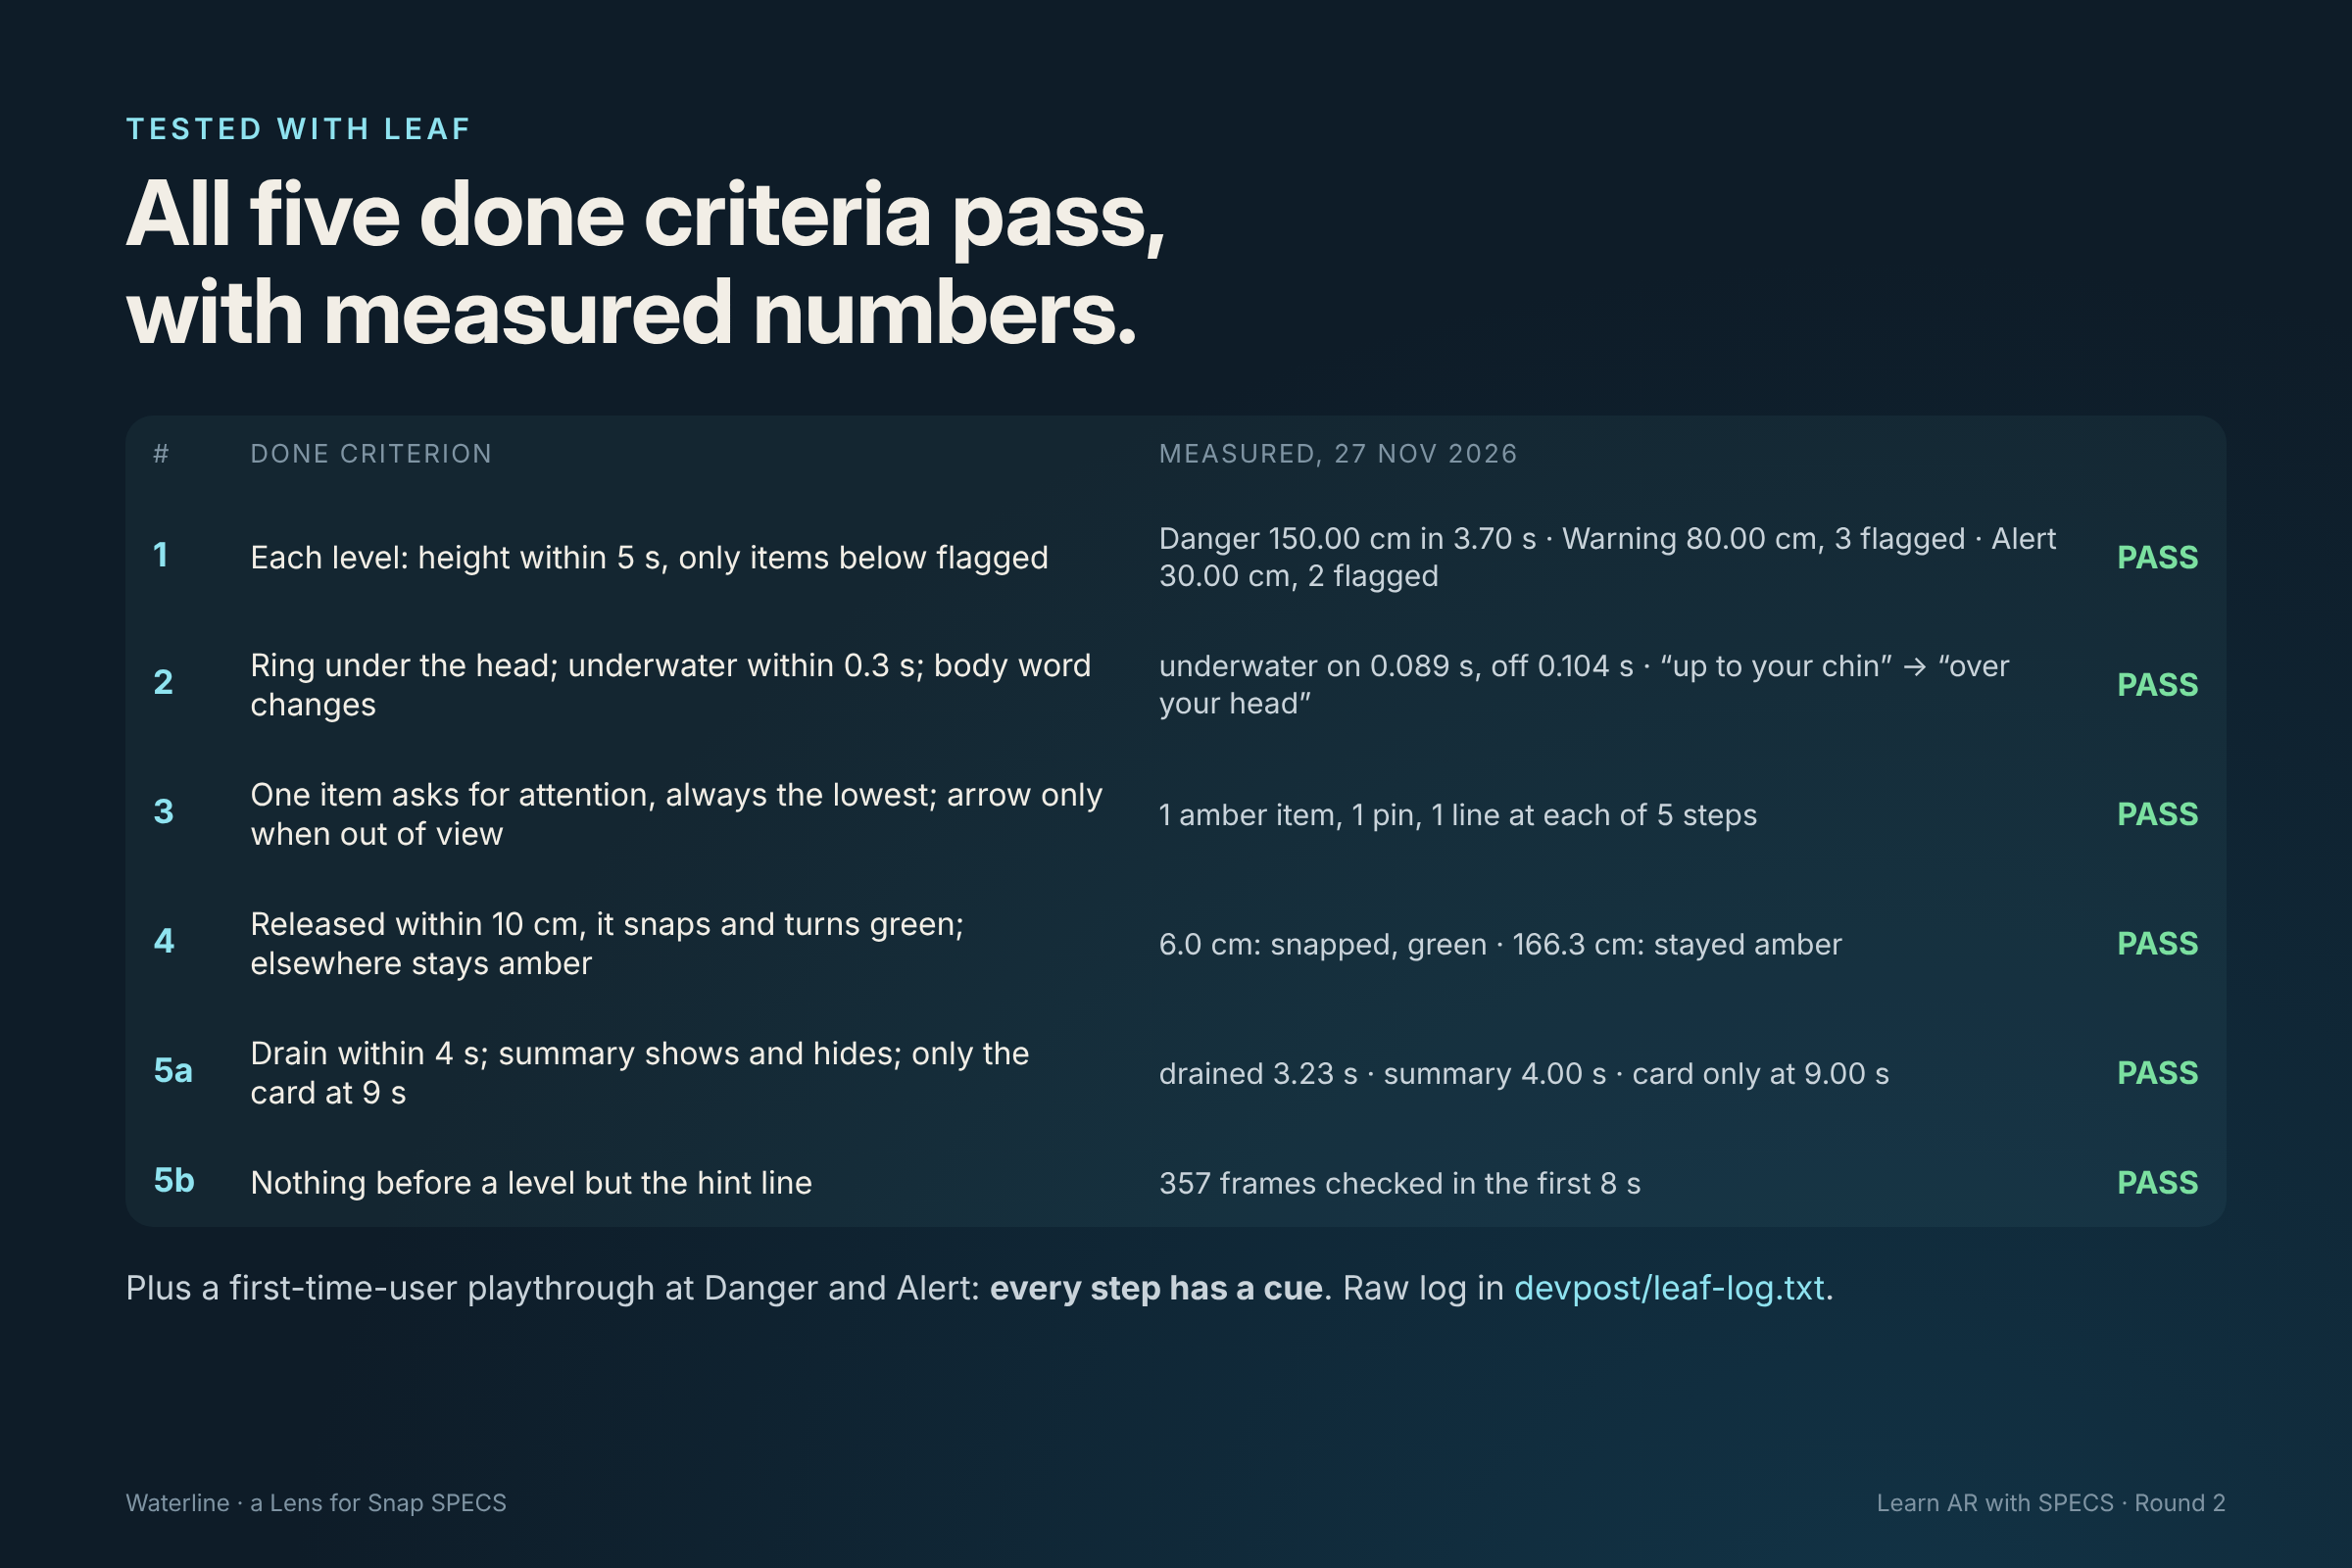 TESTED WITH LEAF
All five done criteria pass,
with measured numbers.
# DONE CRITERION MEASURED, 27 NOV 2026
1 Each level: height within 5 s, only items below flagged Danger 150.00 cm in 3.70 s · Warning 80.00 cm, 3 flagged · Alert
30.00 cm, 2 flagged PASS
2 Ring under the head; underwater within 0.3 s; body word
changes underwater on 0.089 s, off 0.104 s · “up to your chin” → “over
your head” PASS
3 One item asks for attention, always the lowest; arrow only
when out of view 1 amber item, 1 pin, 1 line at each of 5 steps PASS
4 Released within 10 cm, it snaps and turns green;
elsewhere stays amber 6.0 cm: snapped, green · 166.3 cm: stayed amber PASS
5a Drain within 4 s; summary shows and hides; only the
card at 9 s drained 3.23 s · summary 4.00 s · card only at 9.00 s PASS
5b Nothing before a level but the hint line 357 frames checked in the first 8 s PASS
Plus a first-time-user playthrough at Danger and Alert: every step has a cue. Raw log in devpost/leaf-log.txt.
Waterline · a Lens for Snap SPECS
Learn AR with SPECS · Round 2